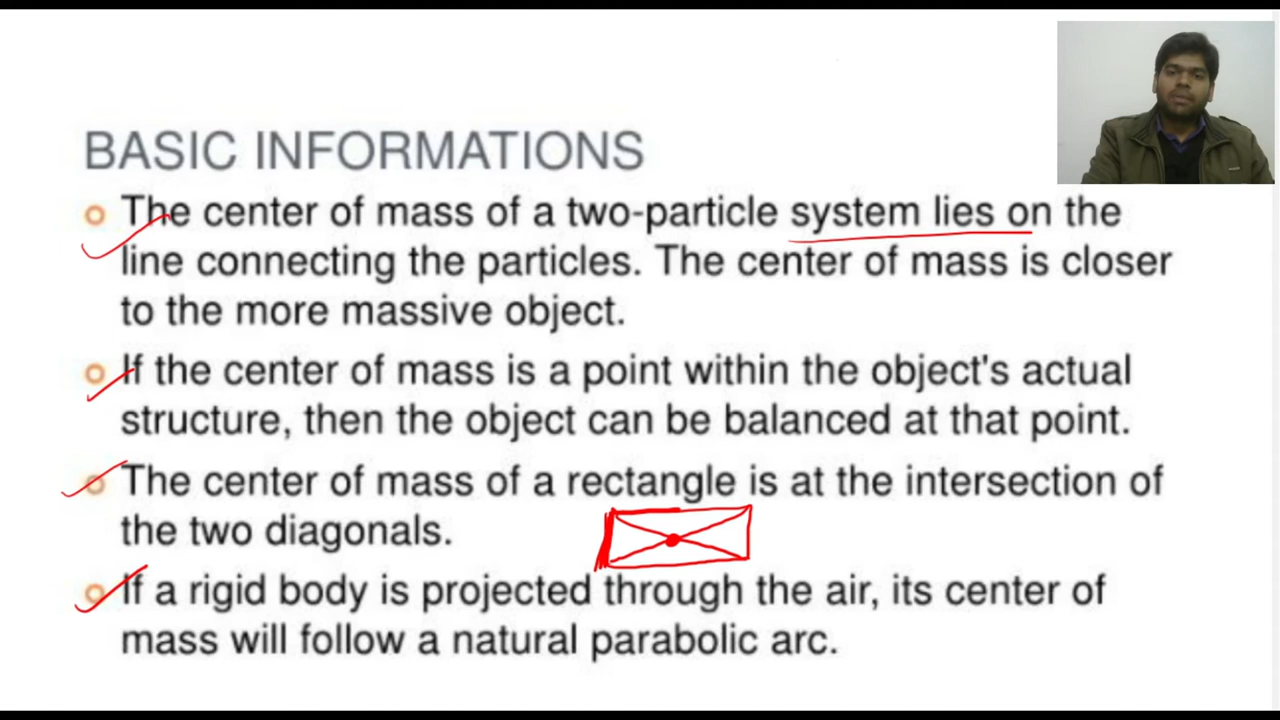 BASIC INFORMATIONS
The center of mass of a two-particle system lies on the
line connecting the particles. The center of mass is closer
to the more massive object.
If the center of mass is a point within the object's actual
structure, then the object can be balanced at that point.
The center of mass of a rectangle is at the intersection of
the two diagonals.
If a rigid body is projected through the air, its center of
mass will follow a natural parabolic arc.